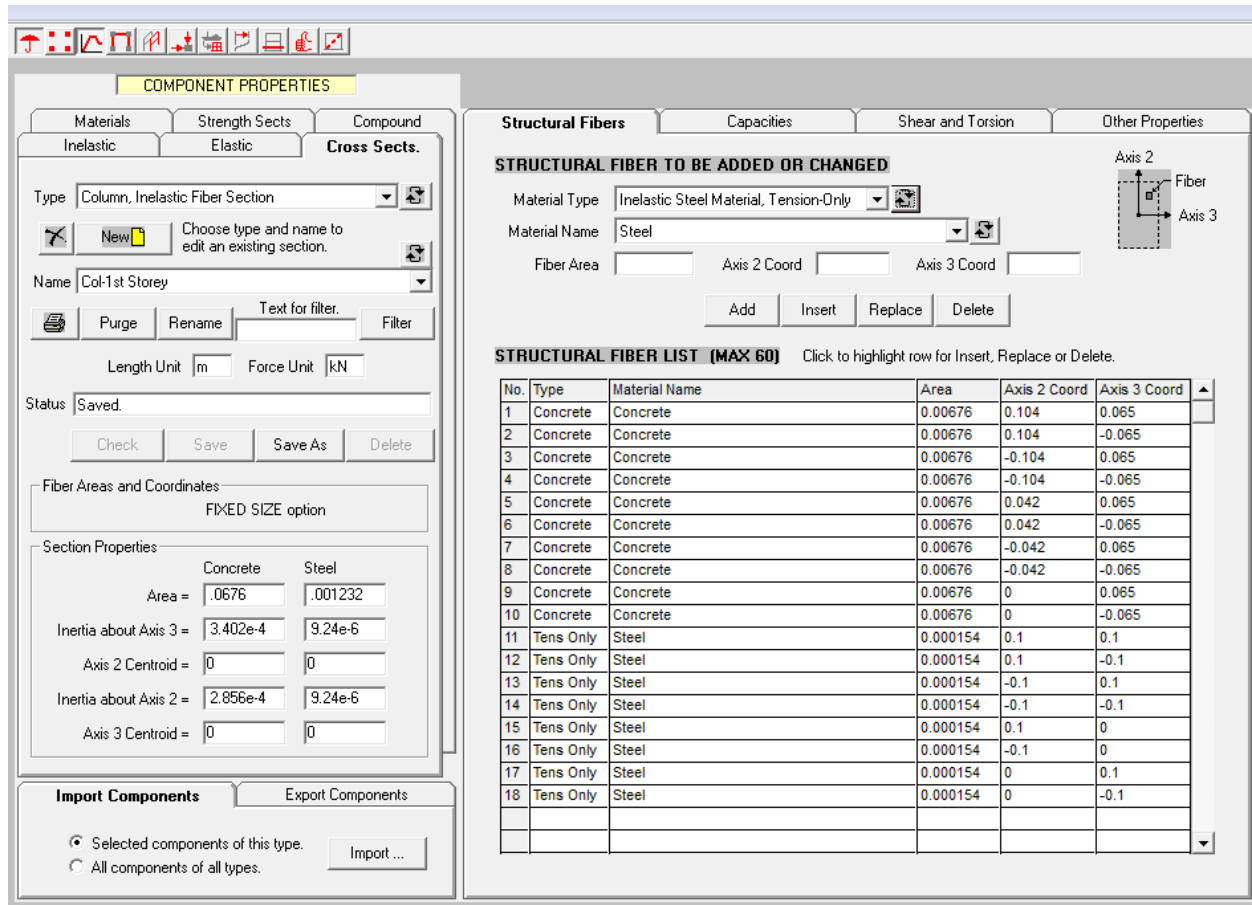 COMPONENT PROPERTIES
Materials Strength Sects Compound
Inelastic Elastic Cross Sects.
Type Column, Inelastic Fiber Section
New Choose type and name to
edit an existing section.
Name Col-1st Storey
Purge Rename Text for filter. Filter
Length Unit m Force Unit kN
Status Saved.
Check Save Save As Delete
Fiber Areas and Coordinates
FIXED SIZE option
Section Properties
Concrete Steel
Area = .0676 .001232
Inertia about Axis 3 = 3.402e-4 9.24e-6
Axis 2 Centroid = 0 0
Inertia about Axis 2 = 2.856e-4 9.24e-6
Axis 3 Centroid = 0 0
Import Components Export Components
Selected components of this type.
All components of all types.
Import ...
Structural Fibers Capacities Shear and Torsion Other Properties
STRUCTURAL FIBER TO BE ADDED OR CHANGED
Axis 2
Fiber
Axis 3
Material Type Inelastic Steel Material, Tension-Only
Material Name Steel
Fiber Area Axis 2 Coord Axis 3 Coord
Add Insert Replace Delete
STRUCTURAL FIBER LIST (MAX 60) Click to highlight row for Insert, Replace or Delete.
No. Type Material Name Area Axis 2 Coord Axis 3 Coord
1 Concrete Concrete 0.00676 0.104 0.065
2 Concrete Concrete 0.00676 0.104 -0.065
3 Concrete Concrete 0.00676 -0.104 0.065
4 Concrete Concrete 0.00676 -0.104 -0.065
5 Concrete Concrete 0.00676 0.042 0.065
6 Concrete Concrete 0.00676 0.042 -0.065
7 Concrete Concrete 0.00676 -0.042 0.065
8 Concrete Concrete 0.00676 -0.042 -0.065
9 Concrete Concrete 0.00676 0 0.065
10 Concrete Concrete 0.00676 0 -0.065
11 Tens Only Steel 0.000154 0.1 0.1
12 Tens Only Steel 0.000154 0.1 -0.1
13 Tens Only Steel 0.000154 -0.1 0.1
14 Tens Only Steel 0.000154 -0.1 -0.1
15 Tens Only Steel 0.000154 0.1 0
16 Tens Only Steel 0.000154 -0.1 0
17 Tens Only Steel 0.000154 0 0.1
18 Tens Only Steel 0.000154 0 -0.1